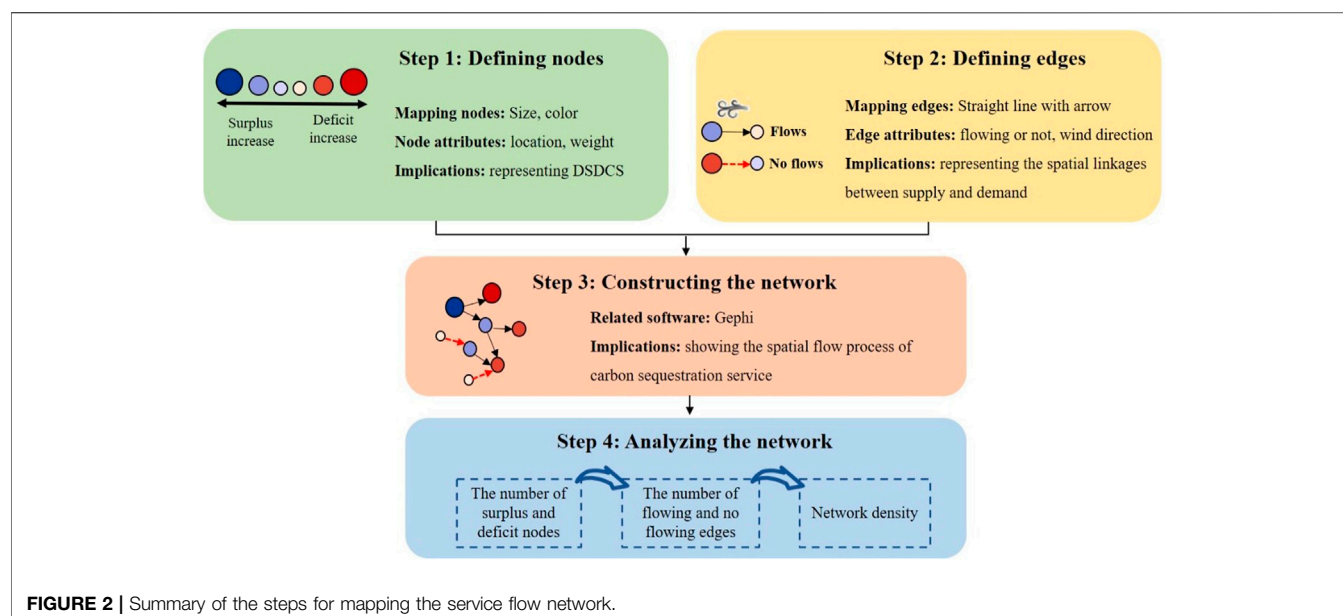 Step 1: Defining nodes
Surplus
increase
Deficit
increase
Mapping nodes: Size, color
Node attributes: location, weight
Implications: representing DSDCS
Step 2: Defining edges
Flows
No flows
Mapping edges: Straight line with arrow
Edge attributes: flowing or not, wind direction
Implications: representing the spatial linkages
between supply and demand
Step 3: Constructing the network
Related software: Gephi
Implications: showing the spatial flow process of
carbon sequestration service
Step 4: Analyzing the network
The number of
surplus and
deficit nodes
The number of
flowing and no
flowing edges
Network density
FIGURE 2 | Summary of the steps for mapping the service flow network.